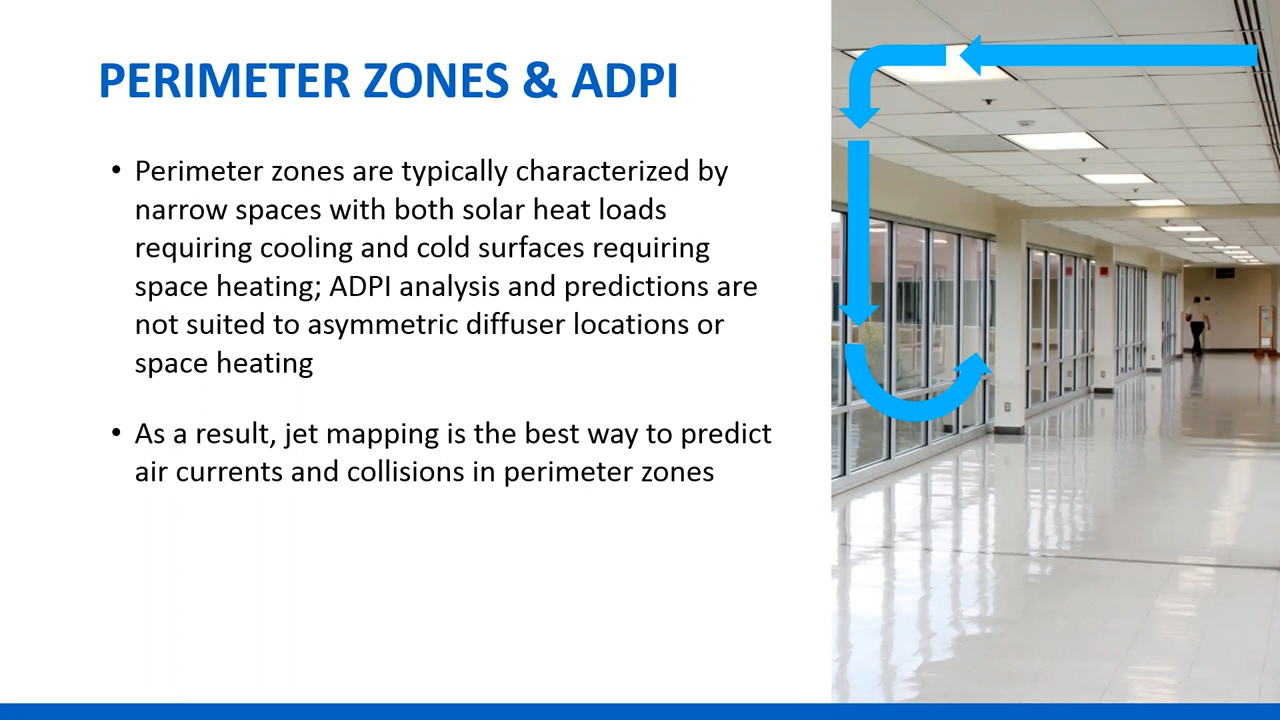 PERIMETER ZONES & ADPI
• Perimeter zones are typically characterized by
narrow spaces with both solar heat loads
requiring cooling and cold surfaces requiring
space heating; ADPI analysis and predictions are
not suited to asymmetric diffuser locations or
space heating
• As a result, jet mapping is the best way to predict
air currents and collisions in perimeter zones